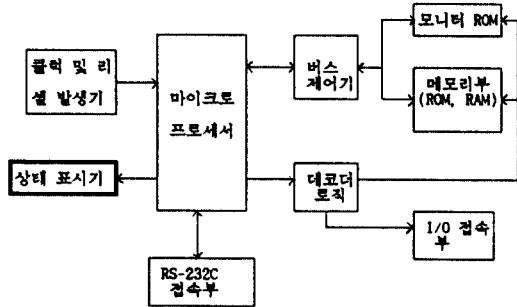 클럭 및 리
셀 발생기
마이크로
프로세서
버스
제어기
모니터 ROM
메모리부
(ROM, RAM)
상태 표시기
데코더
로직
I/O 접속
부
RS-232C
접속부